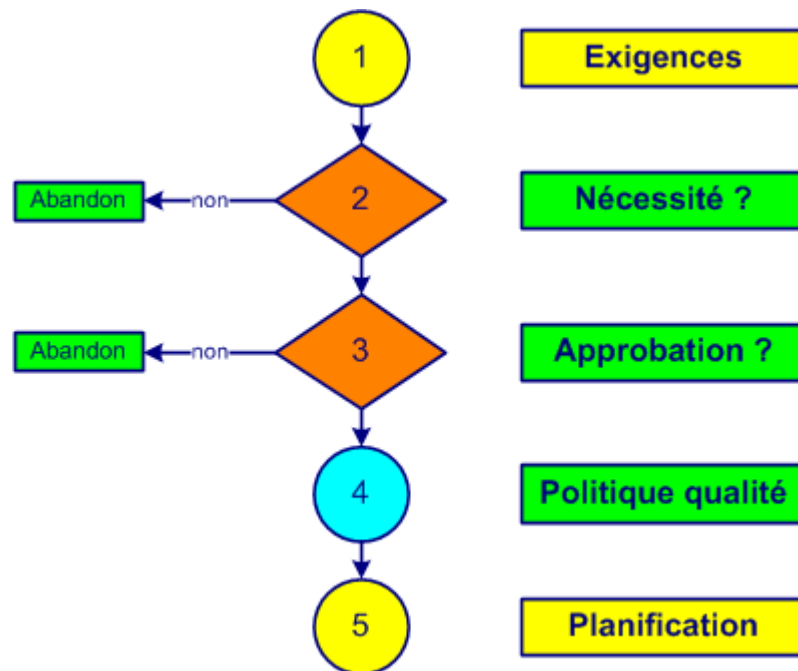 1
Exigences
Abandon
non
2
Nécessité ?
Abandon
non
3
Approbation ?
4
Politique qualité
5
Planification